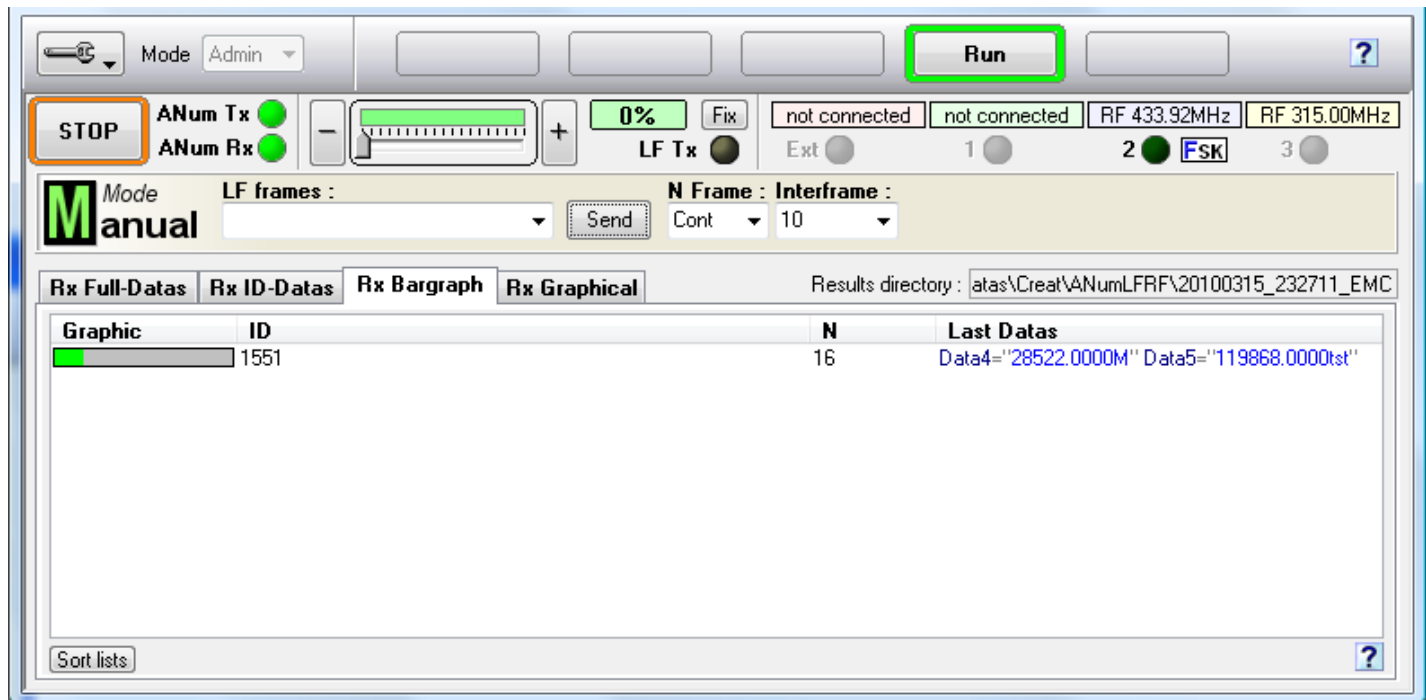 Mode Admin Run ?
STOP ANum Tx 0% Fix not connected not connected RF 433.92MHz RF 315.00MHz
ANum Rx − + LF Tx Ext 1 2 FSK 3
Manual Mode LF frames : N Frame : Interframe :
Send Cont 10
Rx Full-Datas Rx ID-Datas Rx Bargraph Rx Graphical Results directory : atas\Creat\ANumLFRF\20100315_232711_EMC
Graphic ID N Last Datas
1551 16 Data4="28522.0000M" Data5="119868.0000tst"
Sort lists ?